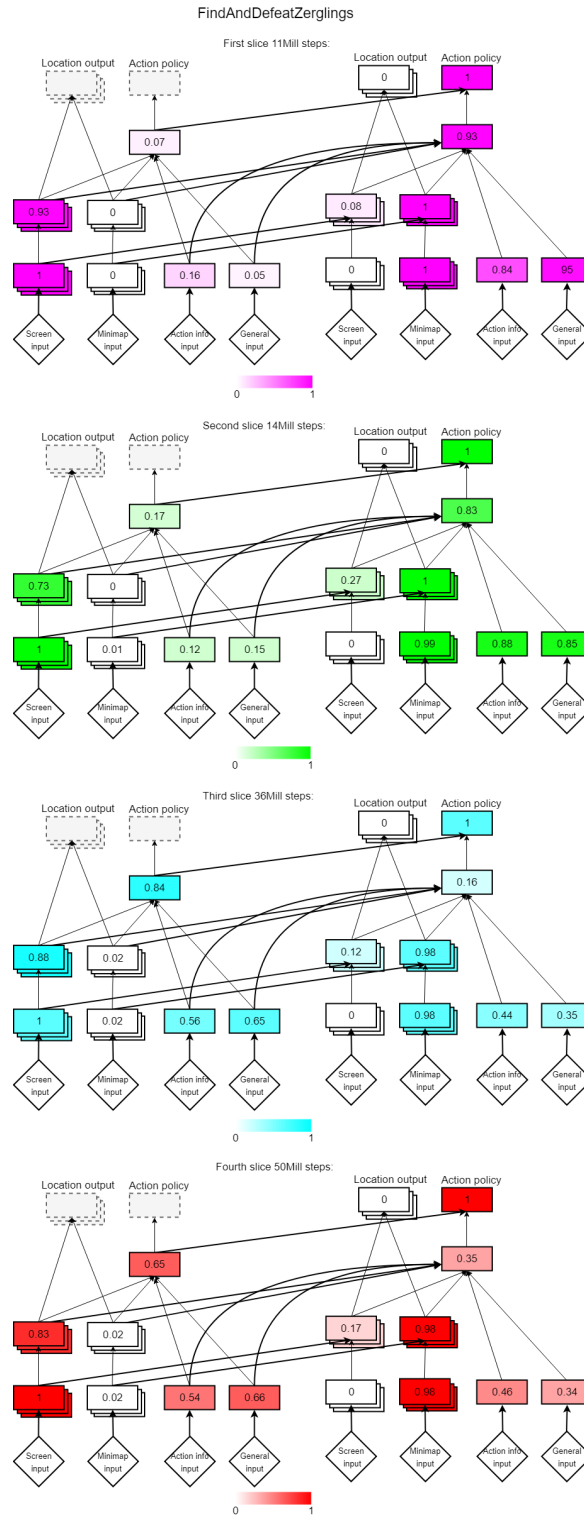 FindAndDefeatZerglings
First slice 11Mill steps:
Location output Action policy Location output Action policy
0 1
0.07 0.93
0.93 0 0.08 1
1 0 0.16 0.05 0 1 0.84 95
Screen input Minimap input Action info input General input Screen input Minimap input Action info input General input
0 1
Second slice 14Mill steps:
Location output Action policy Location output Action policy
0 1
0.17 0.83
0.73 0 0.27 1
1 0.01 0.12 0.15 0 0.99 0.88 0.85
Screen input Minimap input Action info input General input Screen input Minimap input Action info input General input
0 1
Third slice 36Mill steps:
Location output Action policy Location output Action policy
0 1
0.84 0.16
0.88 0.02 0.12 0.98
1 0.02 0.56 0.65 0 0.98 0.44 0.35
Screen input Minimap input Action info input General input Screen input Minimap input Action info input General input
0 1
Fourth slice 50Mill steps:
Location output Action policy Location output Action policy
0 1
0.65 0.35
0.83 0.02 0.17 0.98
1 0.02 0.54 0.66 0 0.98 0.46 0.34
Screen input Minimap input Action info input General input Screen input Minimap input Action info input General input
0 1